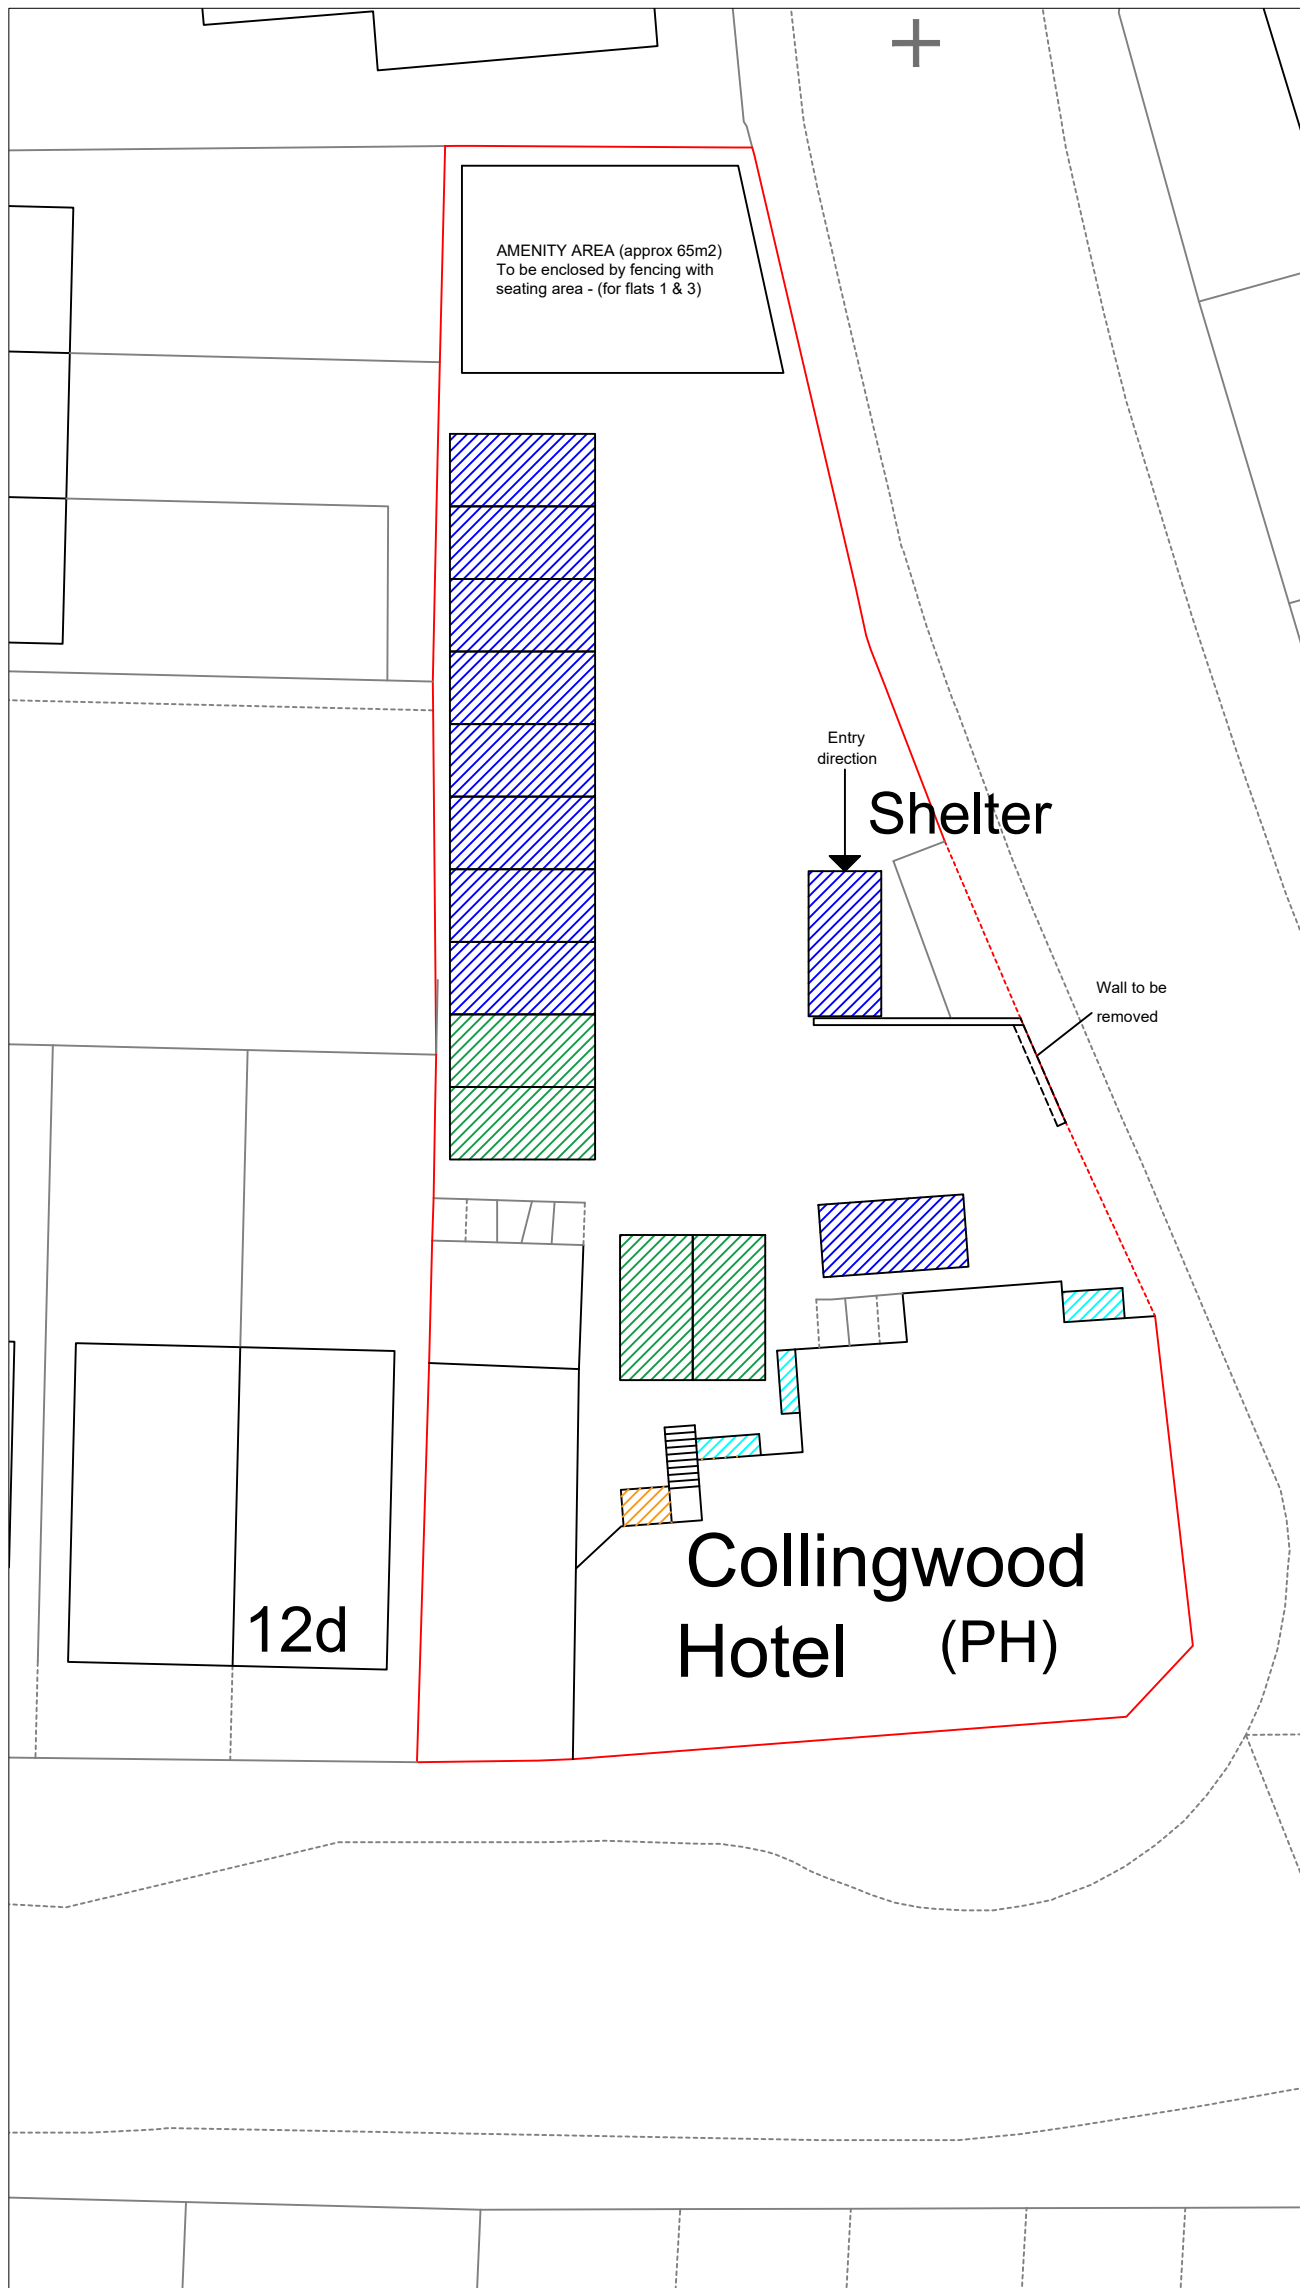 AMENITY AREA (approx 65m2)
To be enclosed by fencing with
seating area - (for flats 1 & 3)
Entry
direction
Shelter
Wall to be
removed
Collingwood
Hotel (PH)
12d